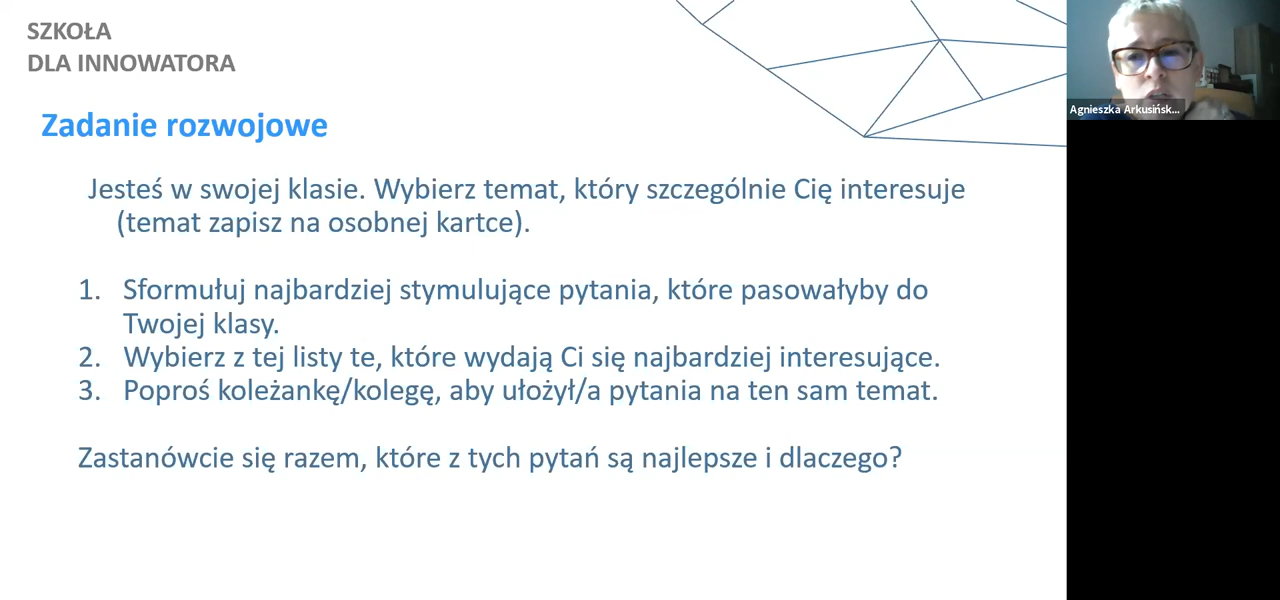 SZKOŁA
DLA INNOWATORA
Zadanie rozwojowe
Jesteś w swojej klasie. Wybierz temat, który szczególnie Cię interesuje
(temat zapisz na osobnej kartce).
1. Sformułuj najbardziej stymulujące pytania, które pasowałyby do
Twojej klasy.
2. Wybierz z tej listy te, które wydają Ci się najbardziej interesujące.
3. Poproś koleżankę/kolegę, aby ułożył/a pytania na ten sam temat.
Zastanówcie się razem, które z tych pytań są najlepsze i dlaczego?
Agnieszka Arkusińsk...